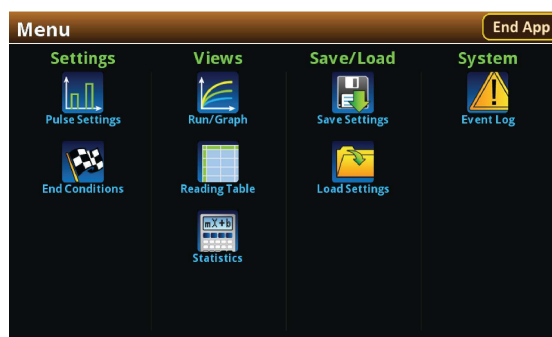 Menu
End App
Settings
Views
Save/Load
System
Pulse Settings
Run/Graph
Save Settings
Event Log
End Conditions
Reading Table
Load Settings
mX+b
Statistics